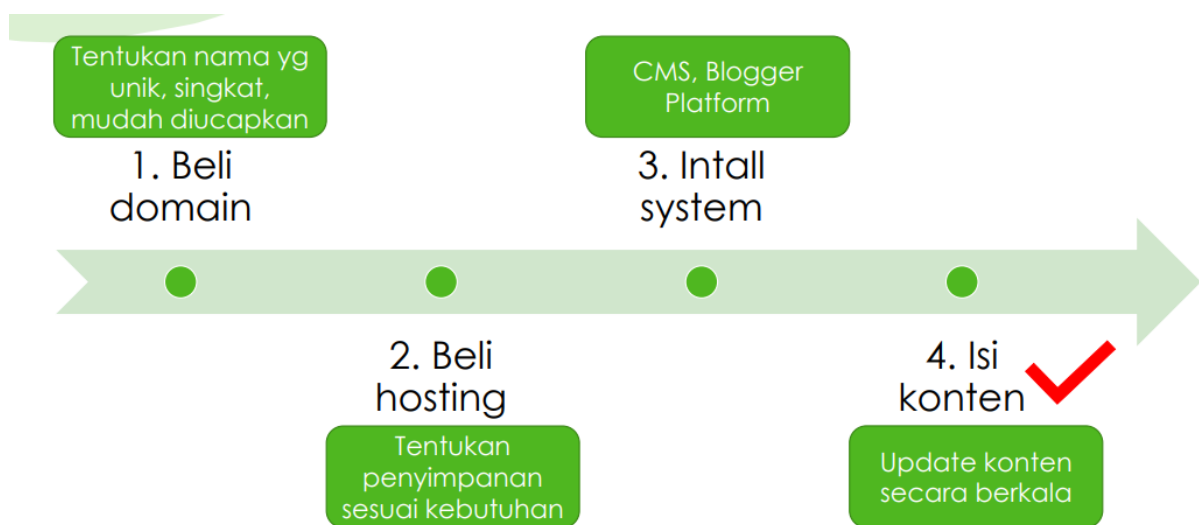 Tentukan nama yg
unik, singkat,
mudah diucapkan
1. Beli
domain
2. Beli
hosting
Tentukan
penyimpanan
sesuai kebutuhan
CMS, Blogger
Platform
3. Intall
system
4. Isi
konten
Update konten
secara berkala